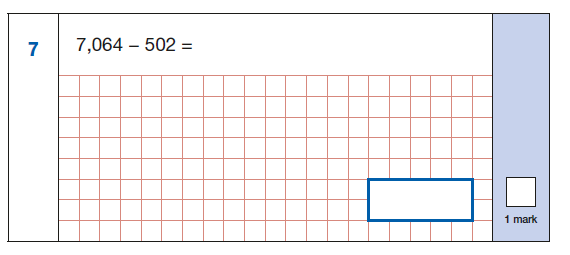 7
7,064 – 502 =
1 mark